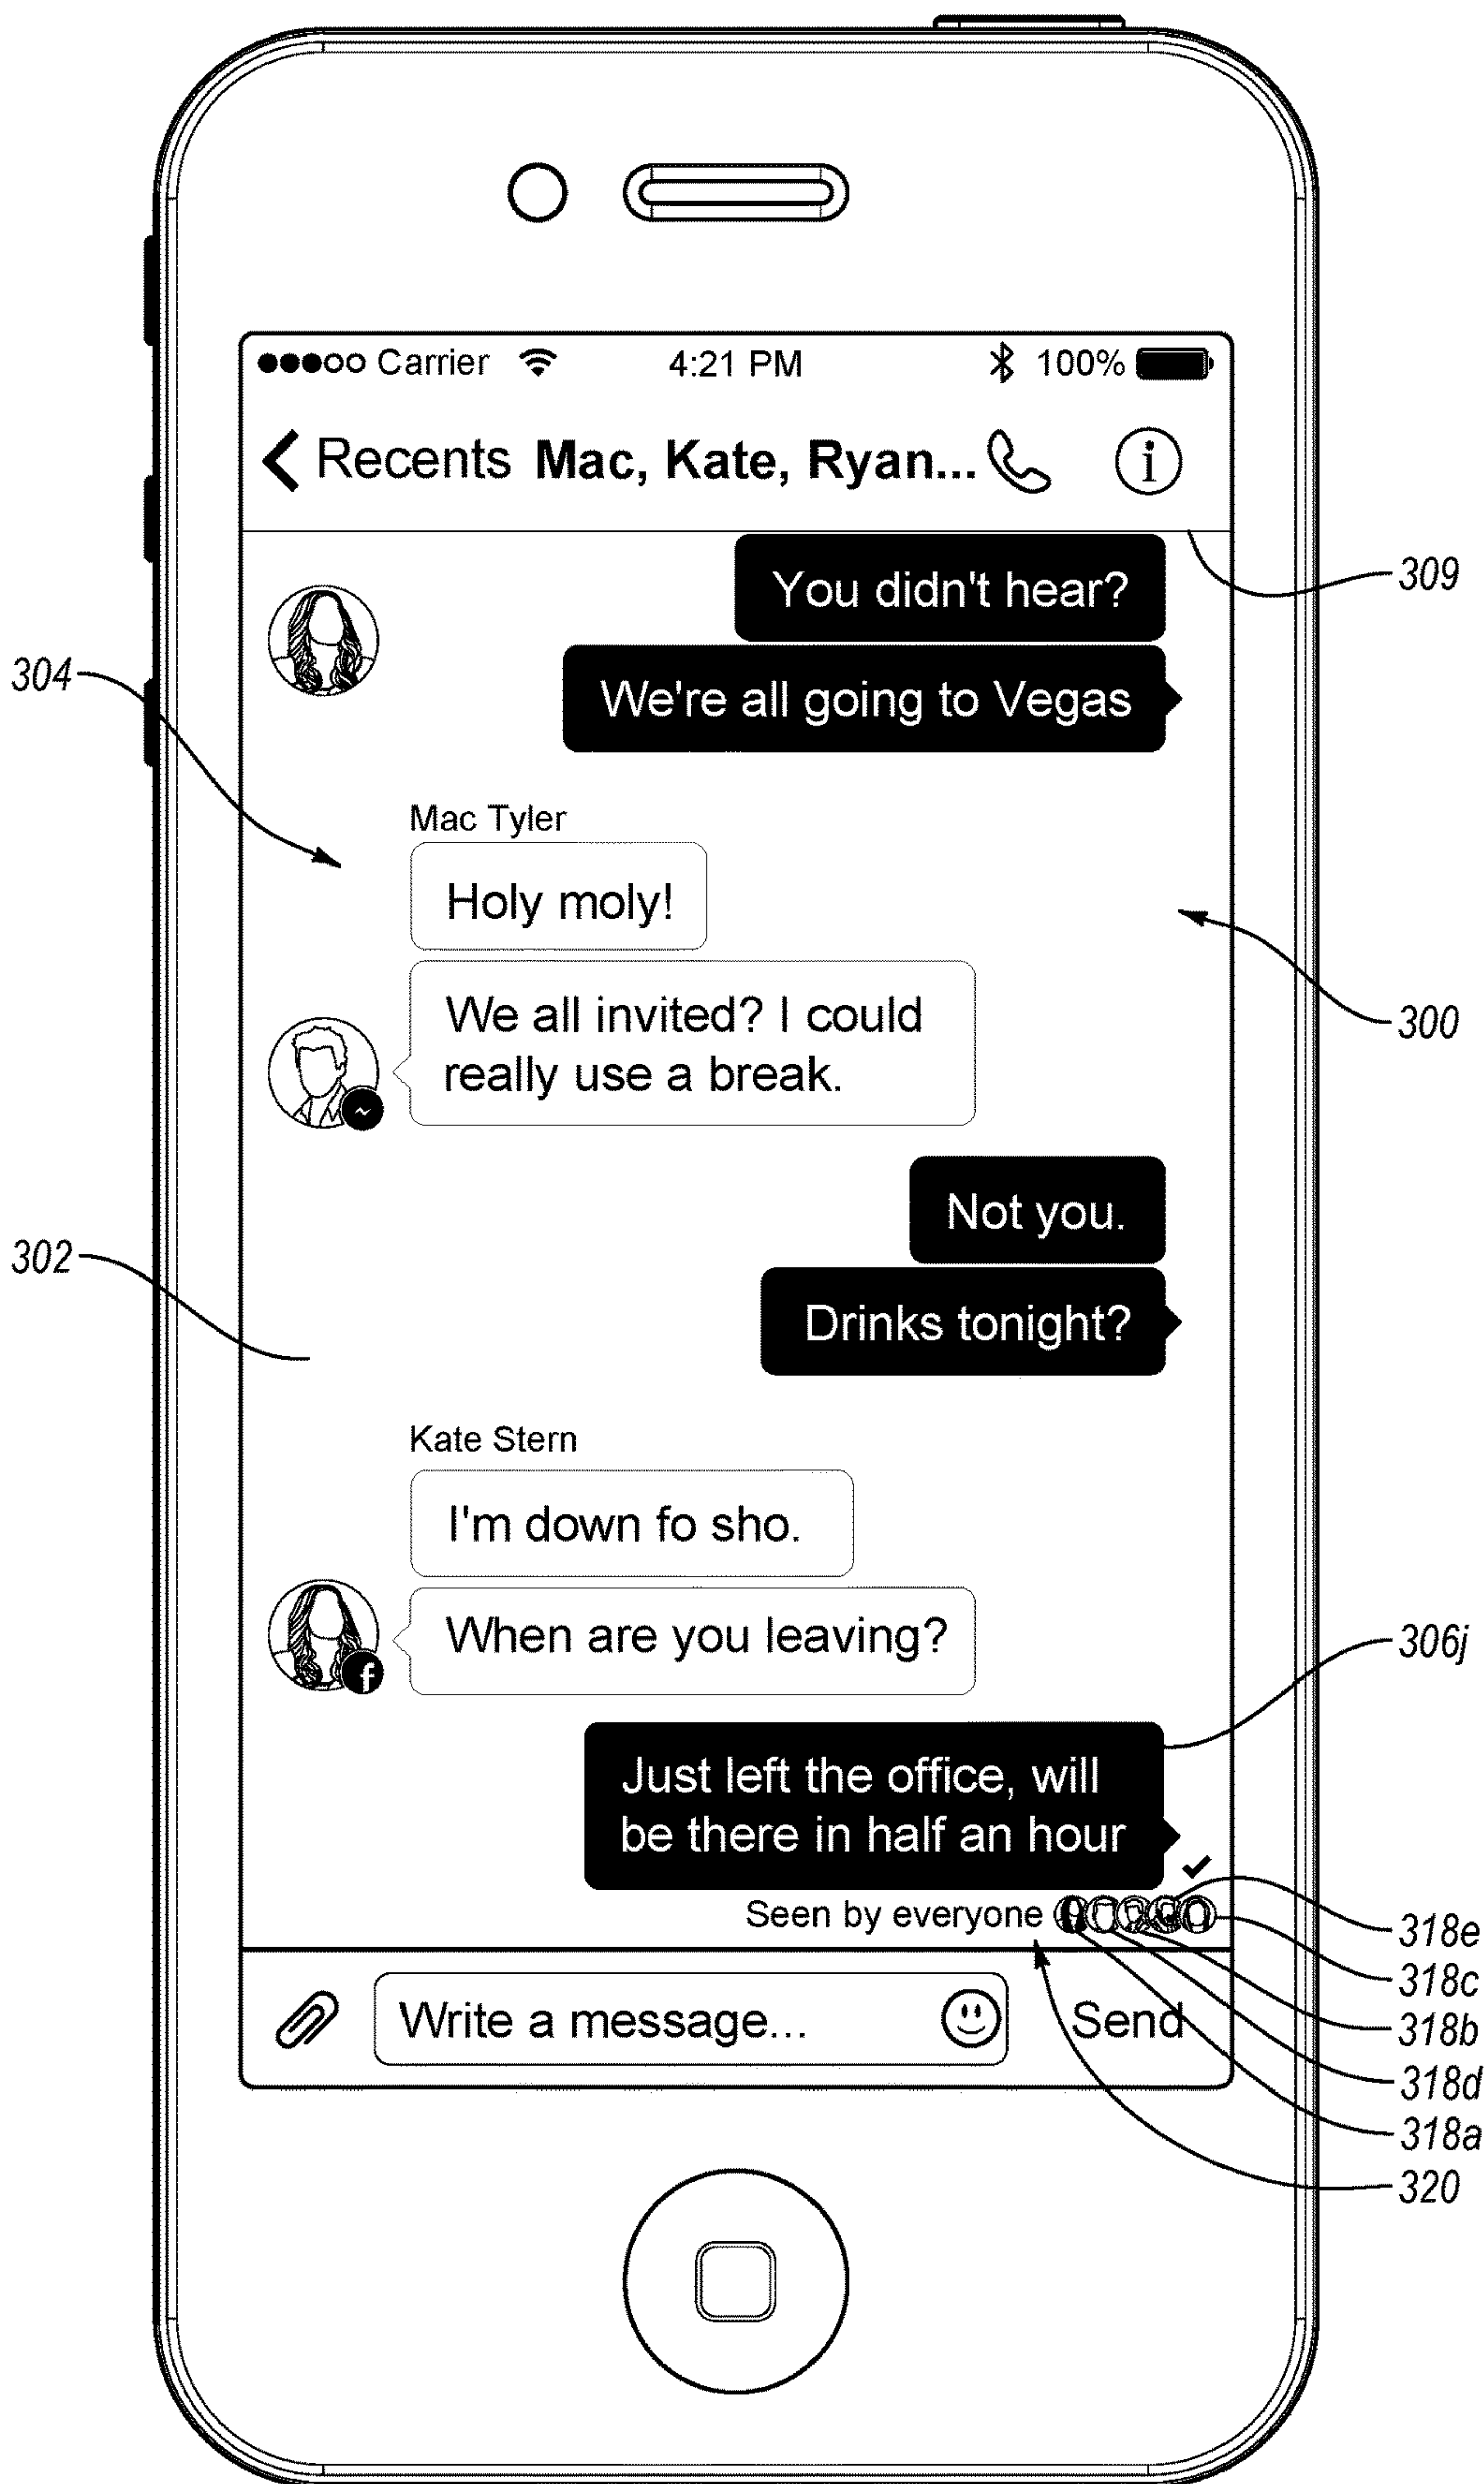 Carrier 4:21 PM 100%
Recents Mac, Kate, Ryan... i
You didn't hear?
309
We're all going to Vegas
304
Mac Tyler
Holy moly!
We all invited? I could
really use a break.
300
Not you.
302
Drinks tonight?
Kate Stern
I'm down fo sho.
When are you leaving?
f
306j
Just left the office, will
be there in half an hour
Seen by everyone
318e
318c
Write a message... Send
318b
318d
318a
320